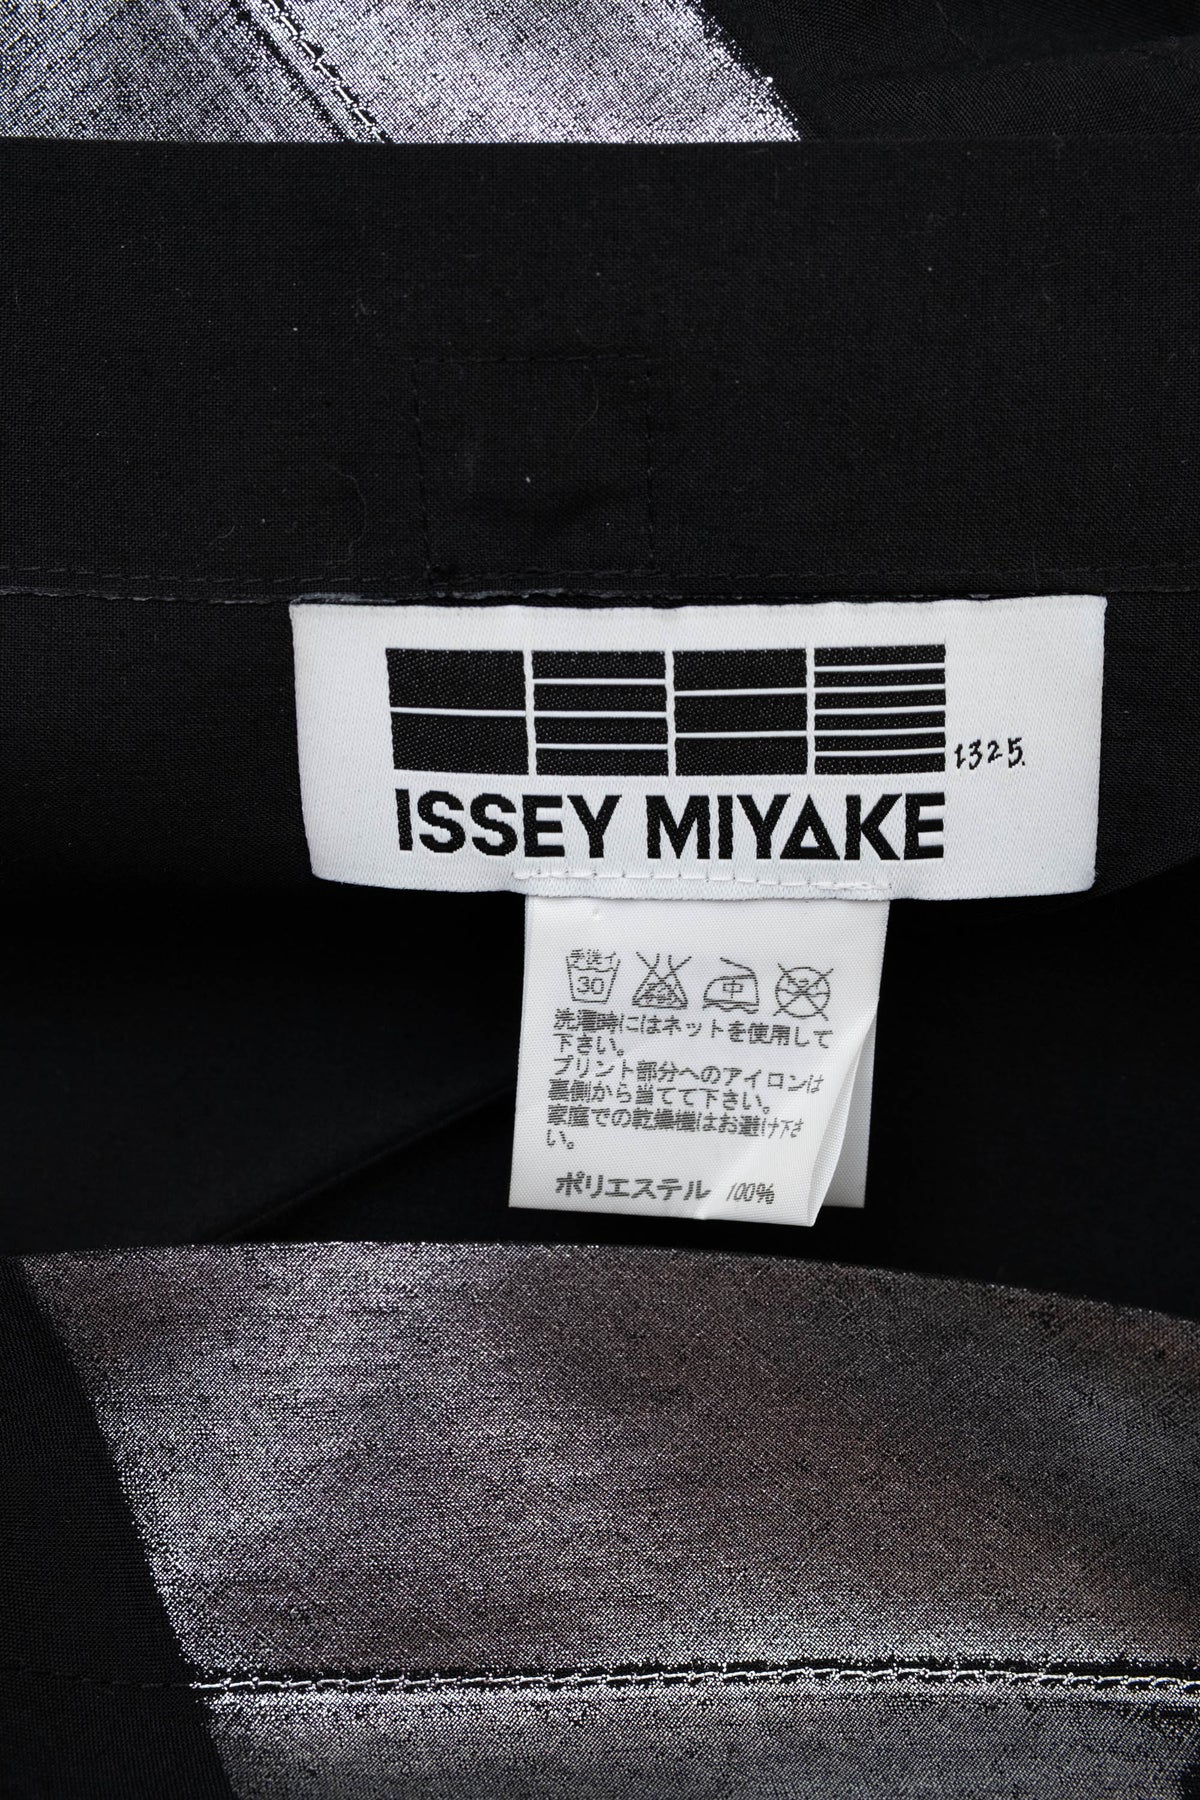 132 5.
ISSEY MIYAKE
手洗イ
30
中
洗濯時にはネットを使用して
下さい。
プリント部分へのアイロンは
裏側から当てて下さい。
家庭での乾燥機はお避け下さ
い。
ポリエステル 100%